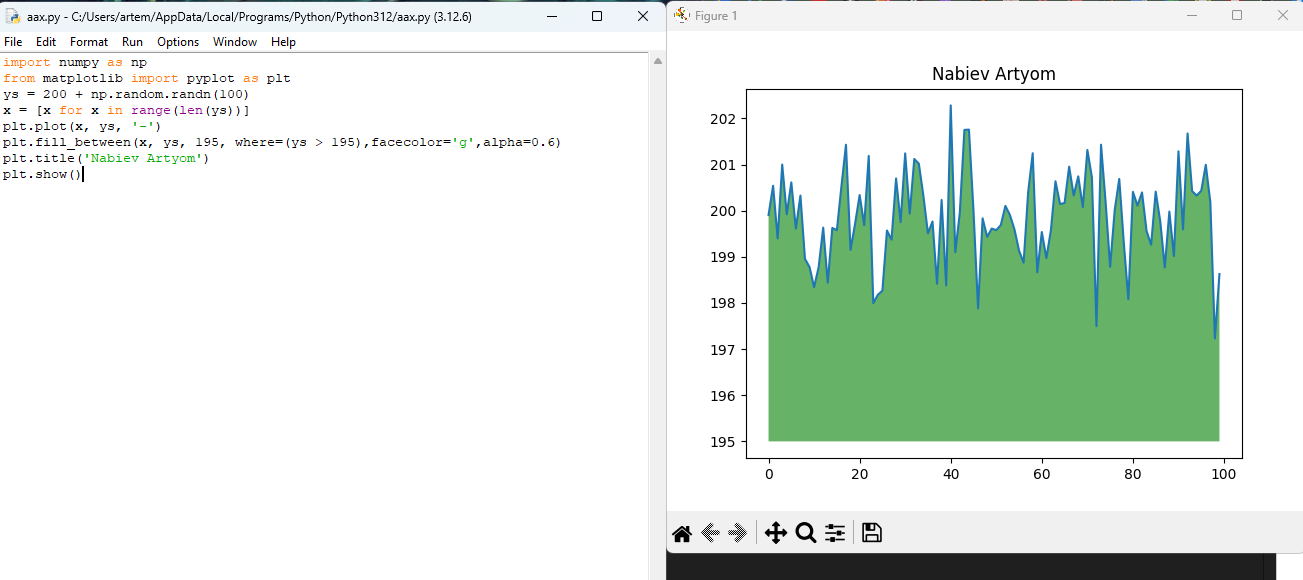 aax.py - C:/Users/artem/AppData/Local/Programs/Python/Python312/aax.py (3.12.6)
File Edit Format Run Options Window Help
import numpy as np
from matplotlib import pyplot as plt
ys = 200 + np.random.randn(100)
x = [x for x in range(len(ys))]
plt.plot(x, ys, '-')
plt.fill_between(x, ys, 195, where=(ys > 195),facecolor='g',alpha=0.6)
plt.title('Nabiev Artyom')
plt.show()
Figure 1
Nabiev Artyom
202
201
200
199
198
197
196
195
0 20 40 60 80 100